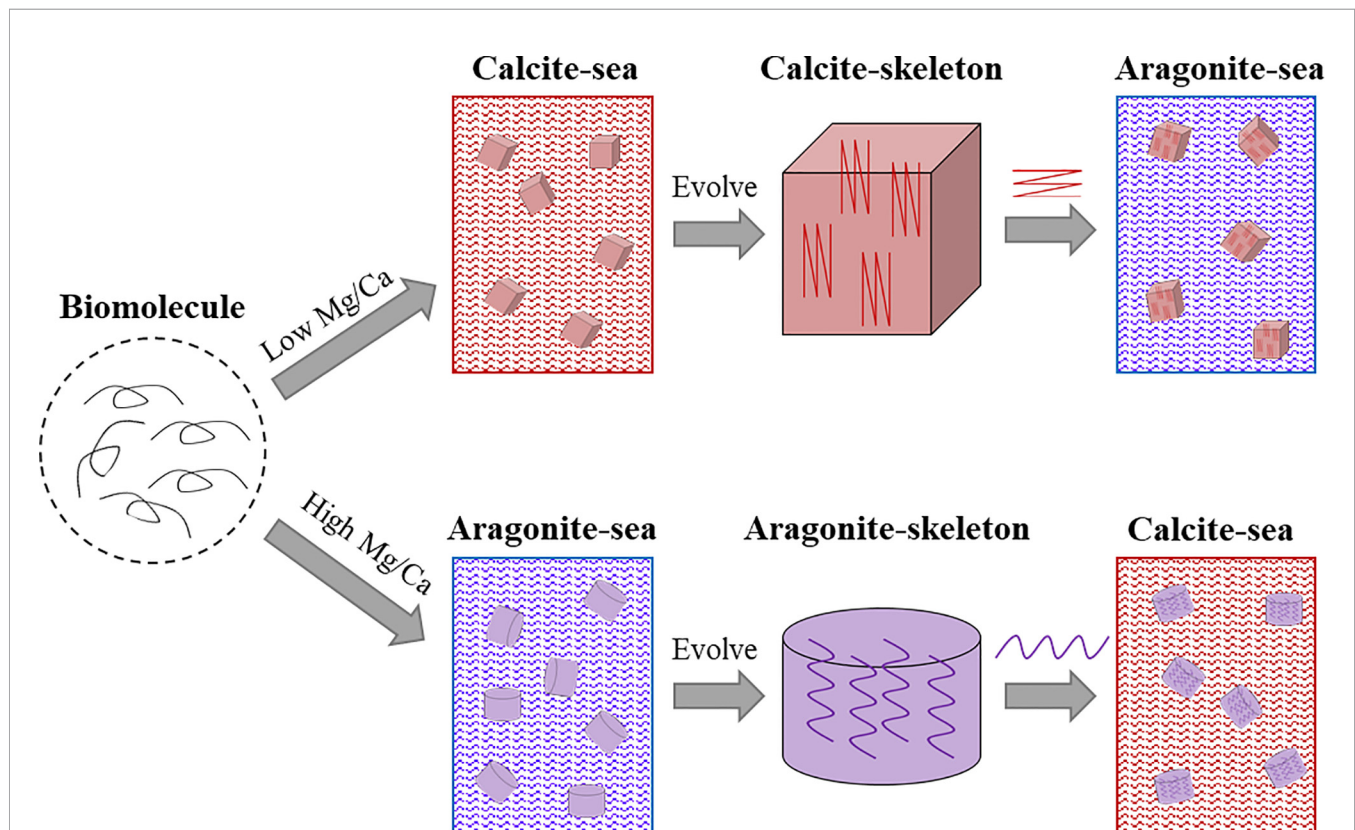 Calcite-sea
Calcite-skeleton
Aragonite-sea
Evolve
Biomolecule
Low Mg/Ca
High Mg/Ca
Aragonite-sea
Aragonite-skeleton
Calcite-sea
Evolve